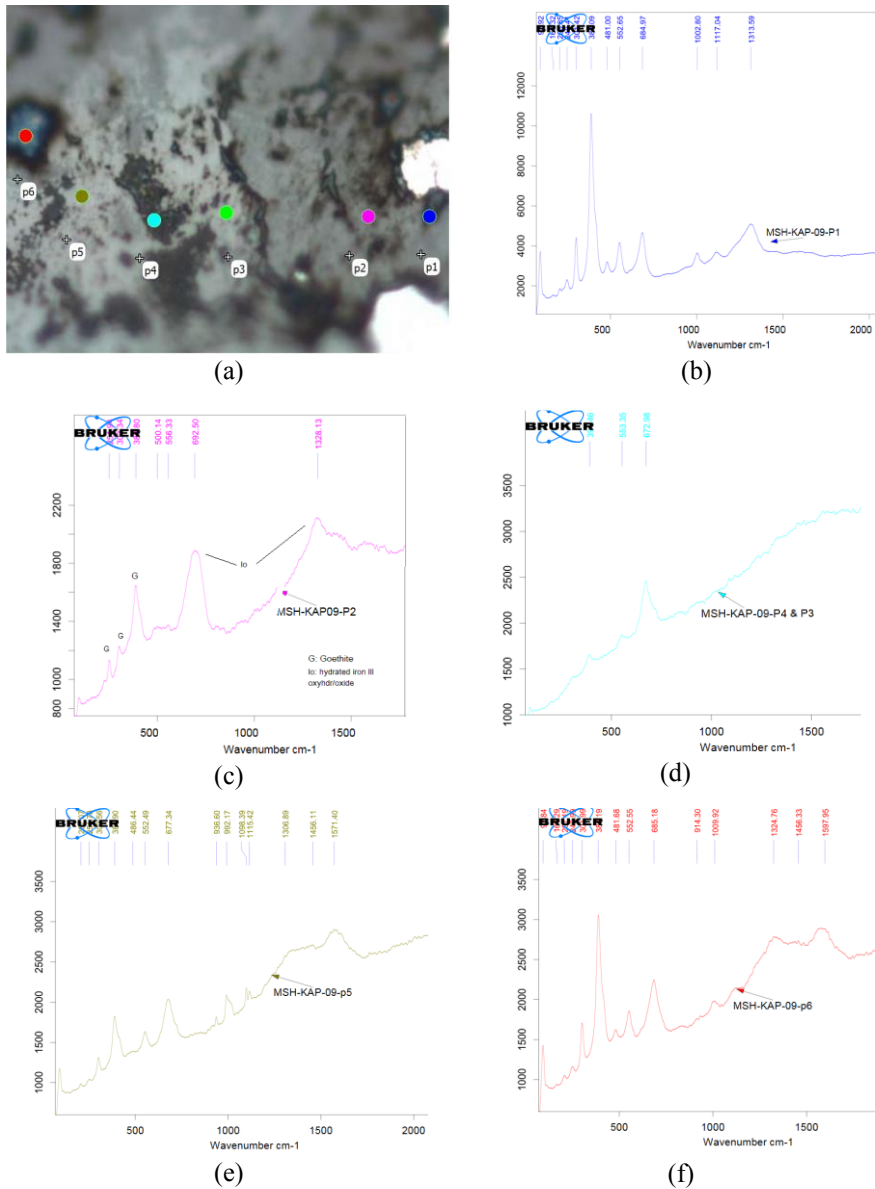 p6
p5
p4
p3
p2
p1
(a)
BRUKER
481.00
552.65
684.97
1002.80
1117.04
1313.59
12000
10000
8000
6000
4000
2000
MSH-KAP-09-P1
500
1000
1500
2000
Wavenumber cm-1
(b)
BRUKER
500.14
556.33
692.50
1328.13
2200
1800
1400
1000
800
G
G
G
Io
MSH-KAP09-P2
G: Goethite
Io: hydrated iron III
oxyhdr/oxide
500
1000
1500
Wavenumber cm-1
(c)
BRUKER
553.35
672.98
3500
3000
2500
2000
1500
1000
MSH-KAP-09-P4 & P3
500
1000
1500
Wavenumber cm-1
(d)
BRUKER
486.44
552.49
677.34
936.60
992.17
1098.39
1115.42
1306.89
1456.11
1571.40
3500
3000
2500
2000
1500
1000
MSH-KAP-09-p5
500
1000
1500
2000
Wavenumber cm-1
(e)
BRUKER
481.68
552.55
685.18
914.30
1009.92
1324.76
1456.33
1597.95
3500
3000
2500
2000
1500
1000
MSH-KAP-09-p6
500
1000
1500
Wavenumber cm-1
(f)